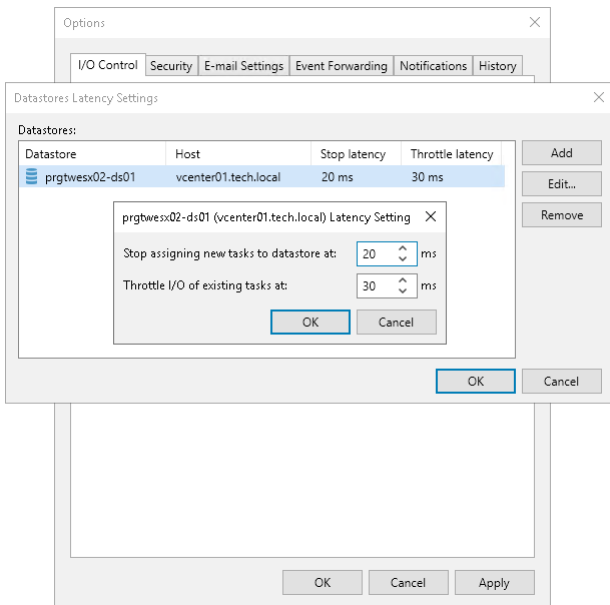 Options
I/O Control Security E-mail Settings Event Forwarding Notifications History
Datastores Latency Settings
Datastores:
Datastore Host Stop latency Throttle latency
prgtwesx02-ds01 vcenter01.tech.local 20 ms 30 ms
Add
Edit...
Remove
prgtwesx02-ds01 (vcenter01.tech.local) Latency Setting
Stop assigning new tasks to datastore at: 20 ms
Throttle I/O of existing tasks at: 30 ms
OK Cancel
OK Cancel
OK Cancel Apply